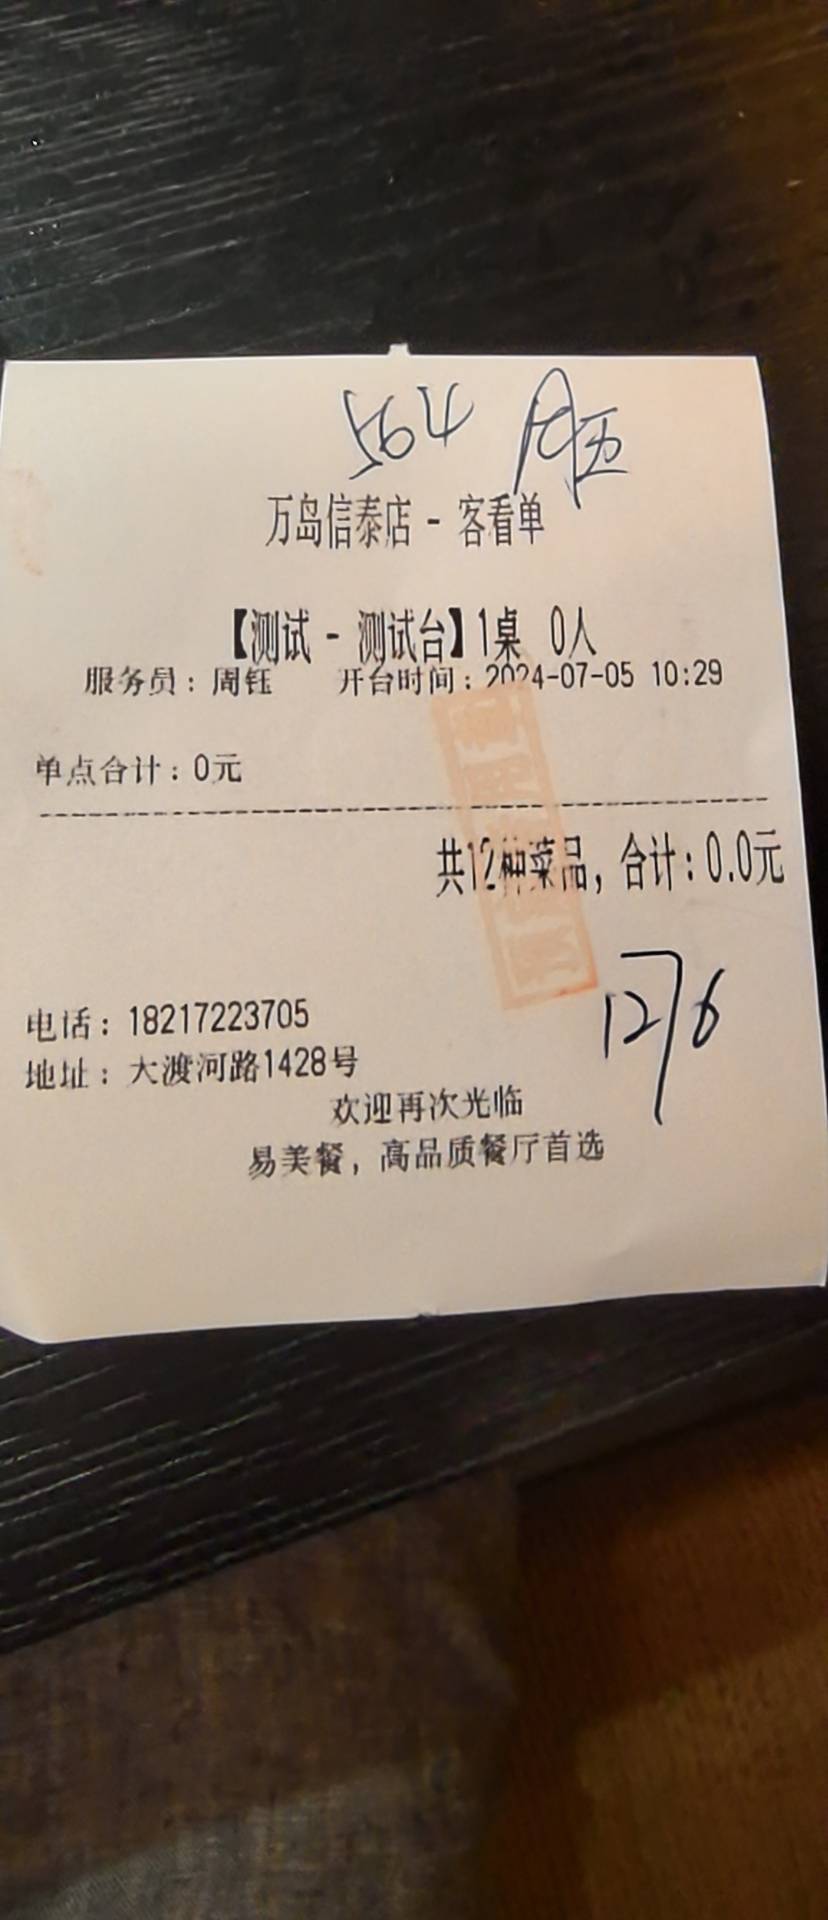 564
万岛信泰店 - 客看单
【测试 - 测试台】1桌 0人
服务员：周钰 开台时间：2024-07-05 10:29
单点合计：0元
共12种菜品，合计：0.0元
电话：18217223705
地址：大渡河路1428号
欢迎再次光临
易美餐，高品质餐厅首选